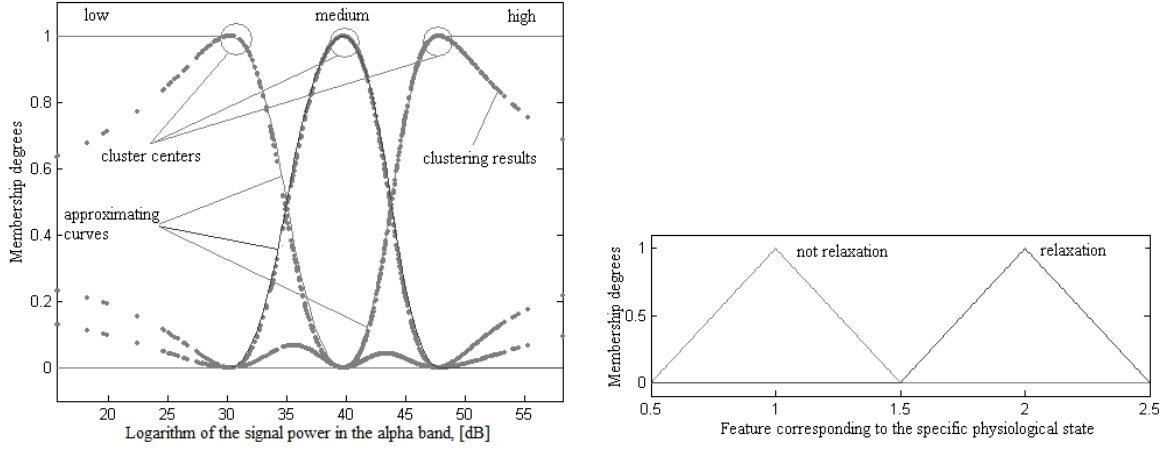 low medium high
1
0.8
0.6
0.4
0.2
0
Membership degrees
cluster centers
clustering results
approximating
curves
20 25 30 35 40 45 50 55
Logarithm of the signal power in the alpha band, [dB]
not relaxation relaxation
1
0.5
0
Membership degrees
0.5 1 1.5 2 2.5
Feature corresponding to the specific physiological state